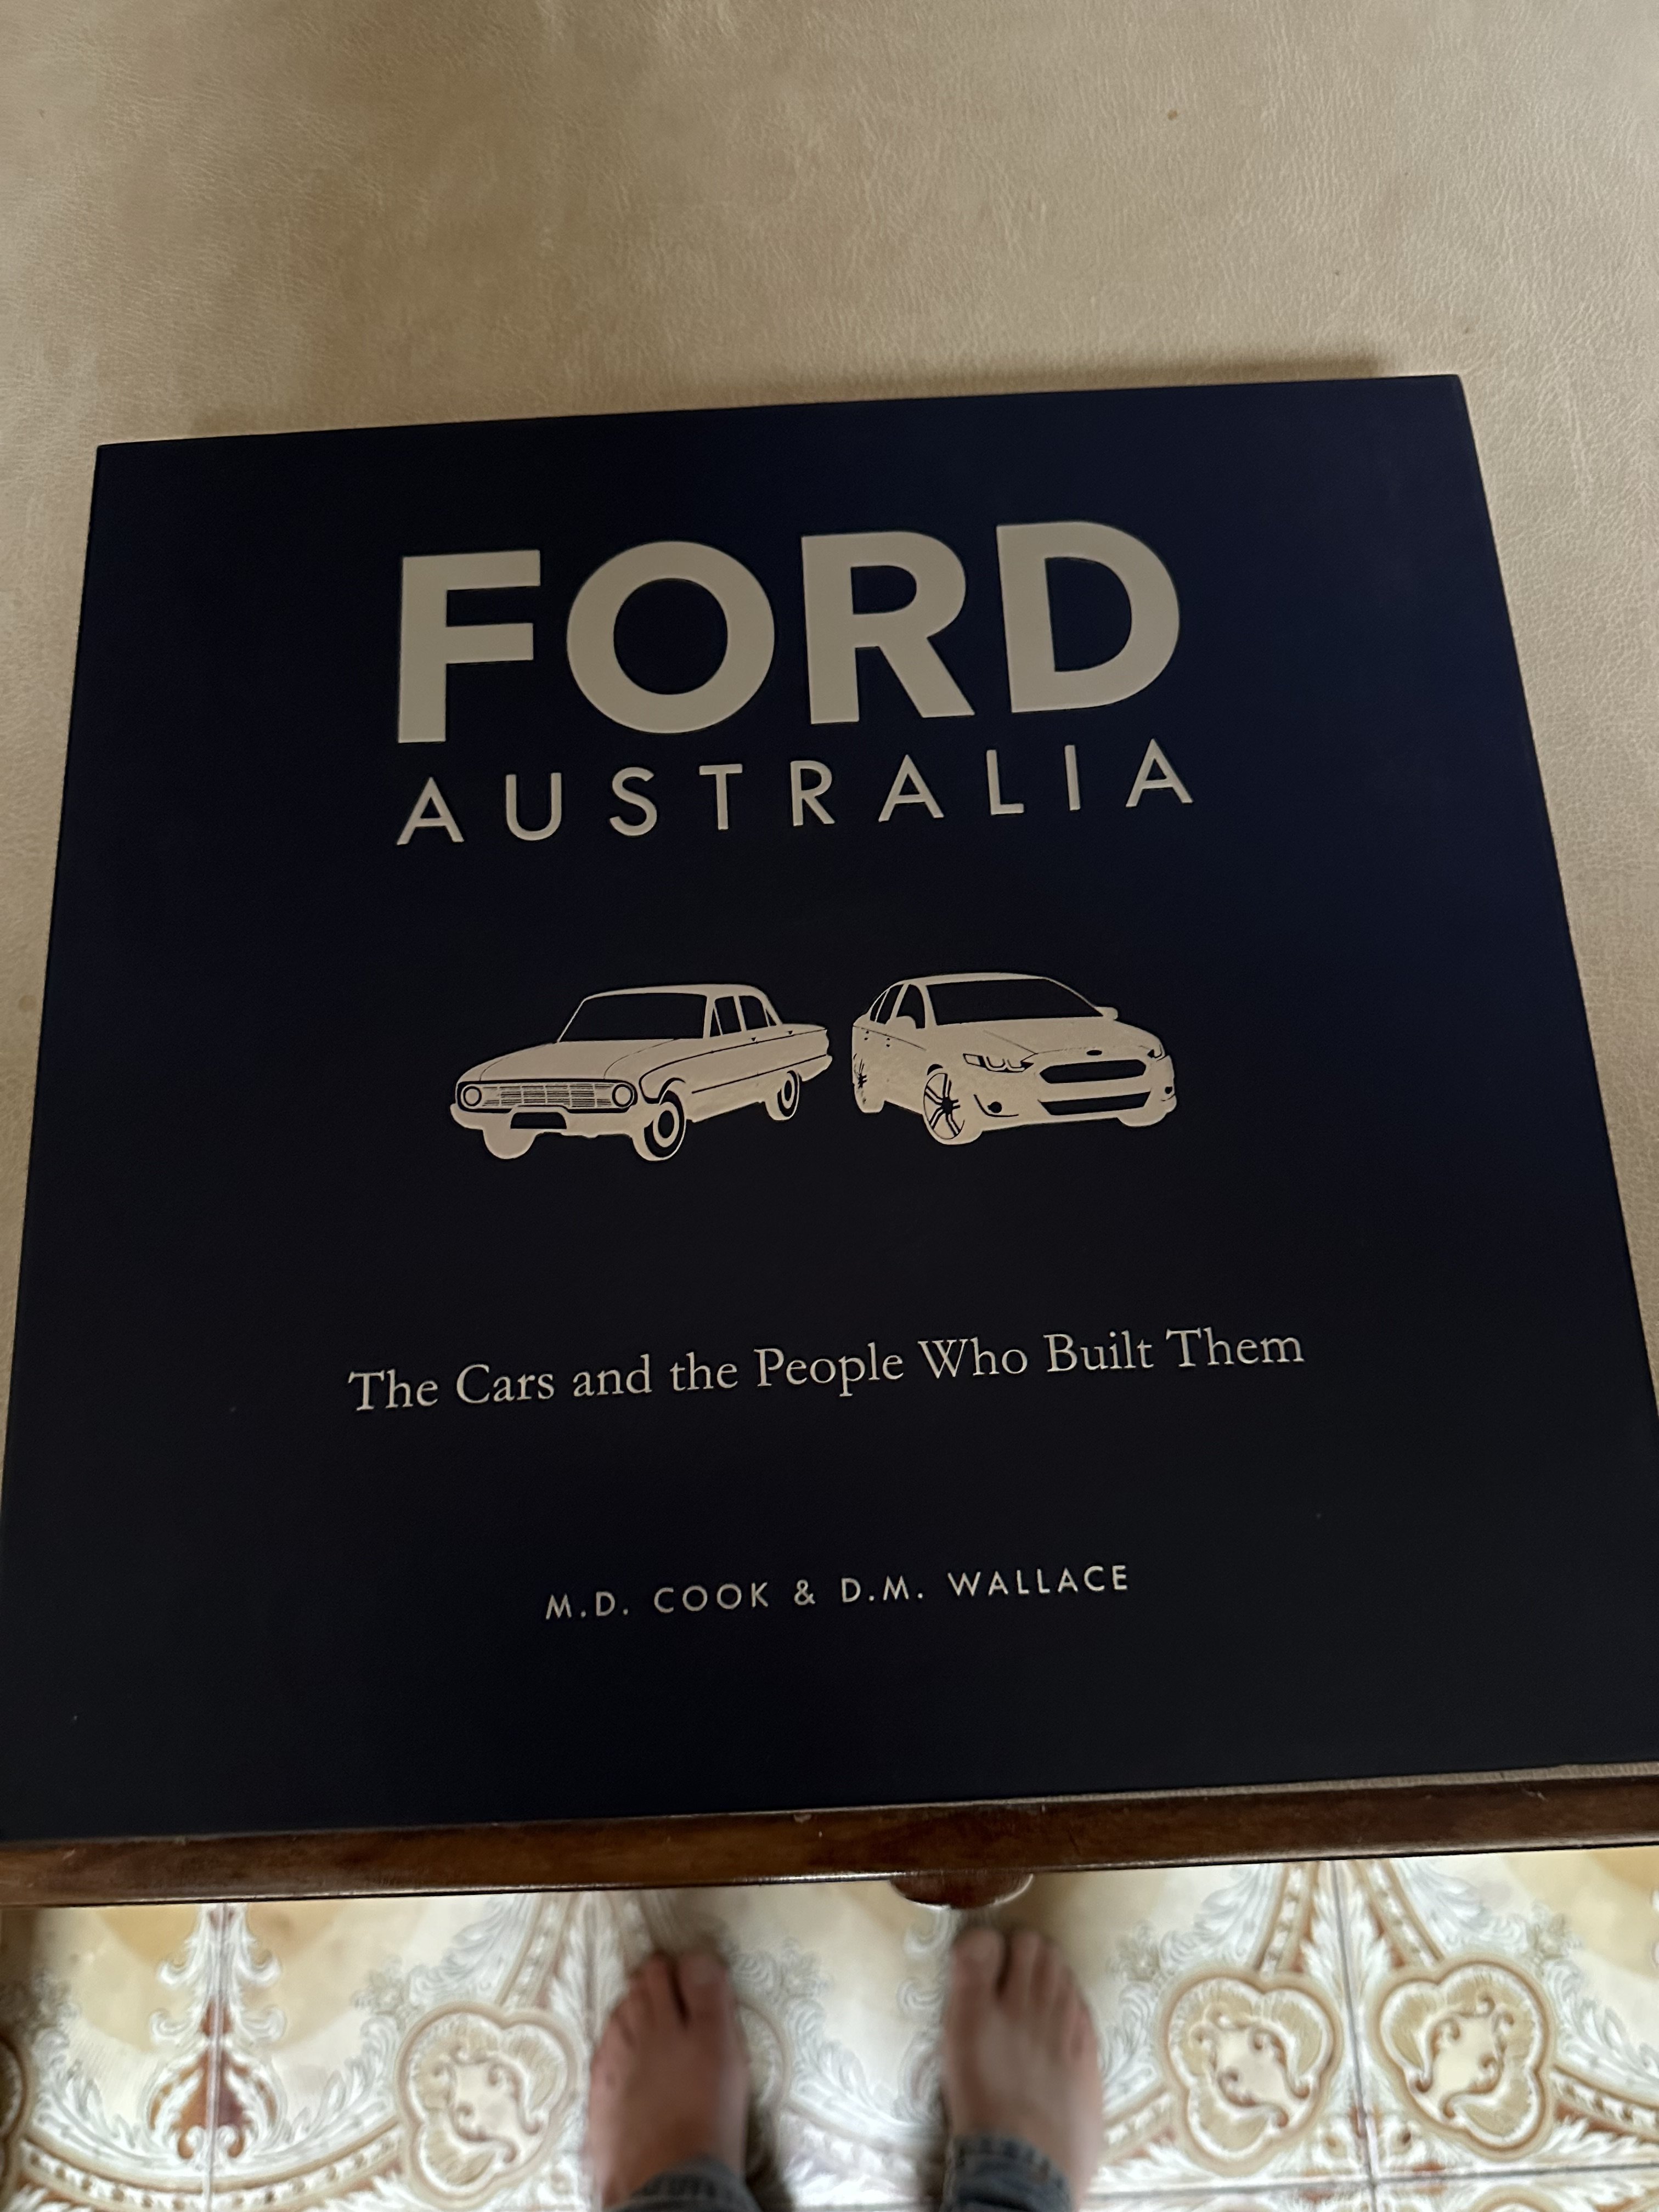 FORD
AUSTRALIA
The Cars and the People Who Built Them
M.D. COOK & D.M. WALLACE